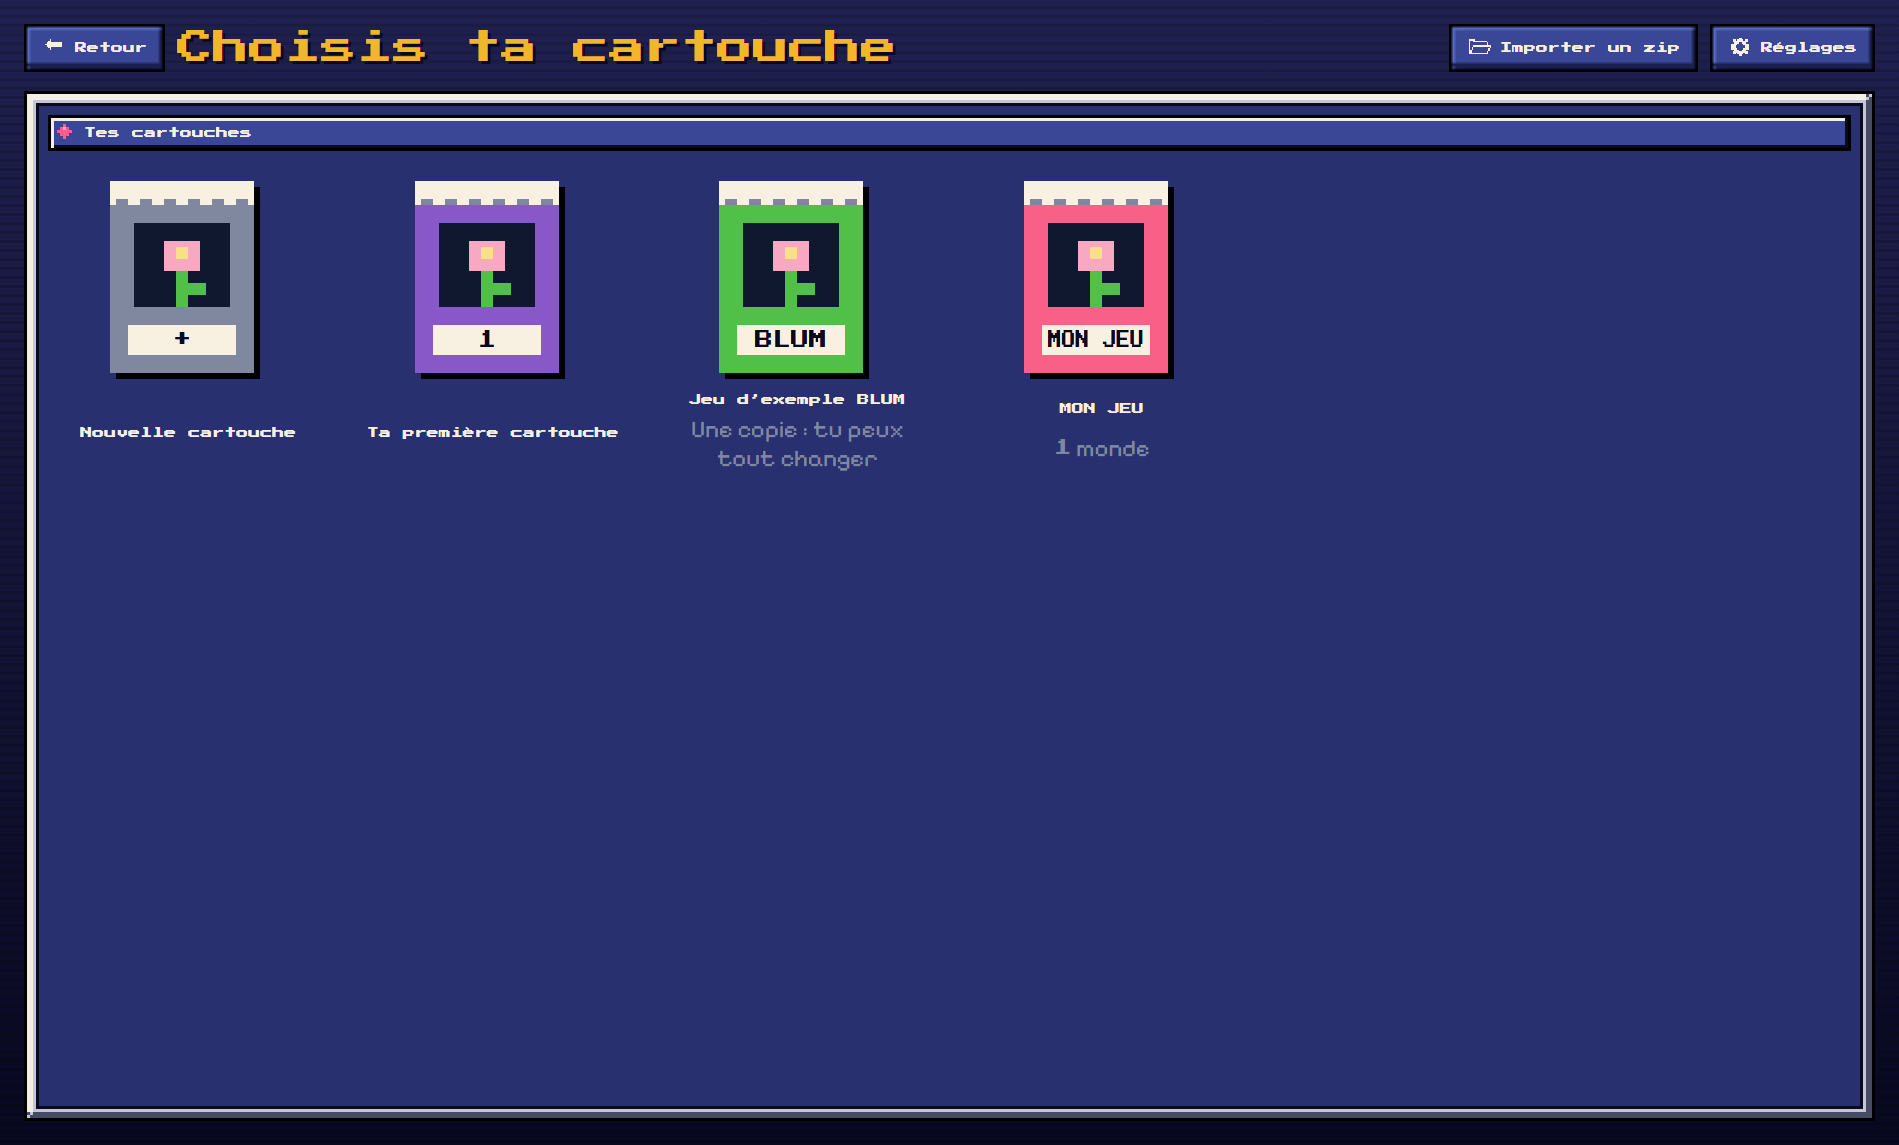 Retour
Choisis ta cartouche
Importer un zip
Réglages
Tes cartouches
+
1
BLUM
MON JEU
Nouvelle cartouche
Ta première cartouche
Jeu d'exemple BLUM
Une copie : tu peux
tout changer
MON JEU
1 monde